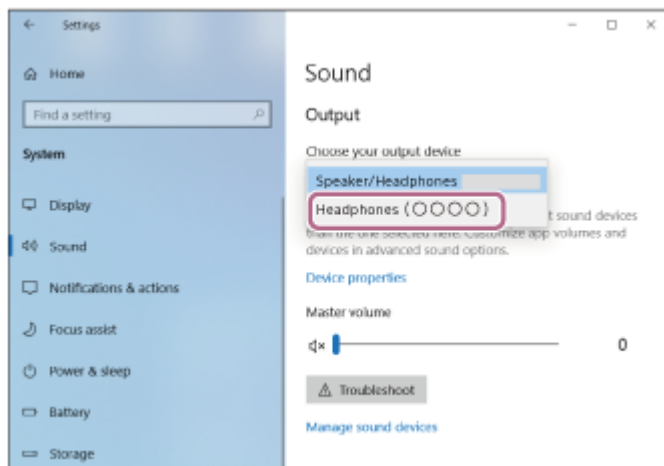 Settings
Home
Find a setting
System
Display
Sound
Notifications & actions
Focus assist
Power & sleep
Battery
Storage
Sound
Output
Choose your output device
Speaker/Headphones
Headphones (○○○○)
t sound devices
than the one selected here. Customize app volumes and
devices in advanced sound options.
Device properties
Master volume
0
Troubleshoot
Manage sound devices